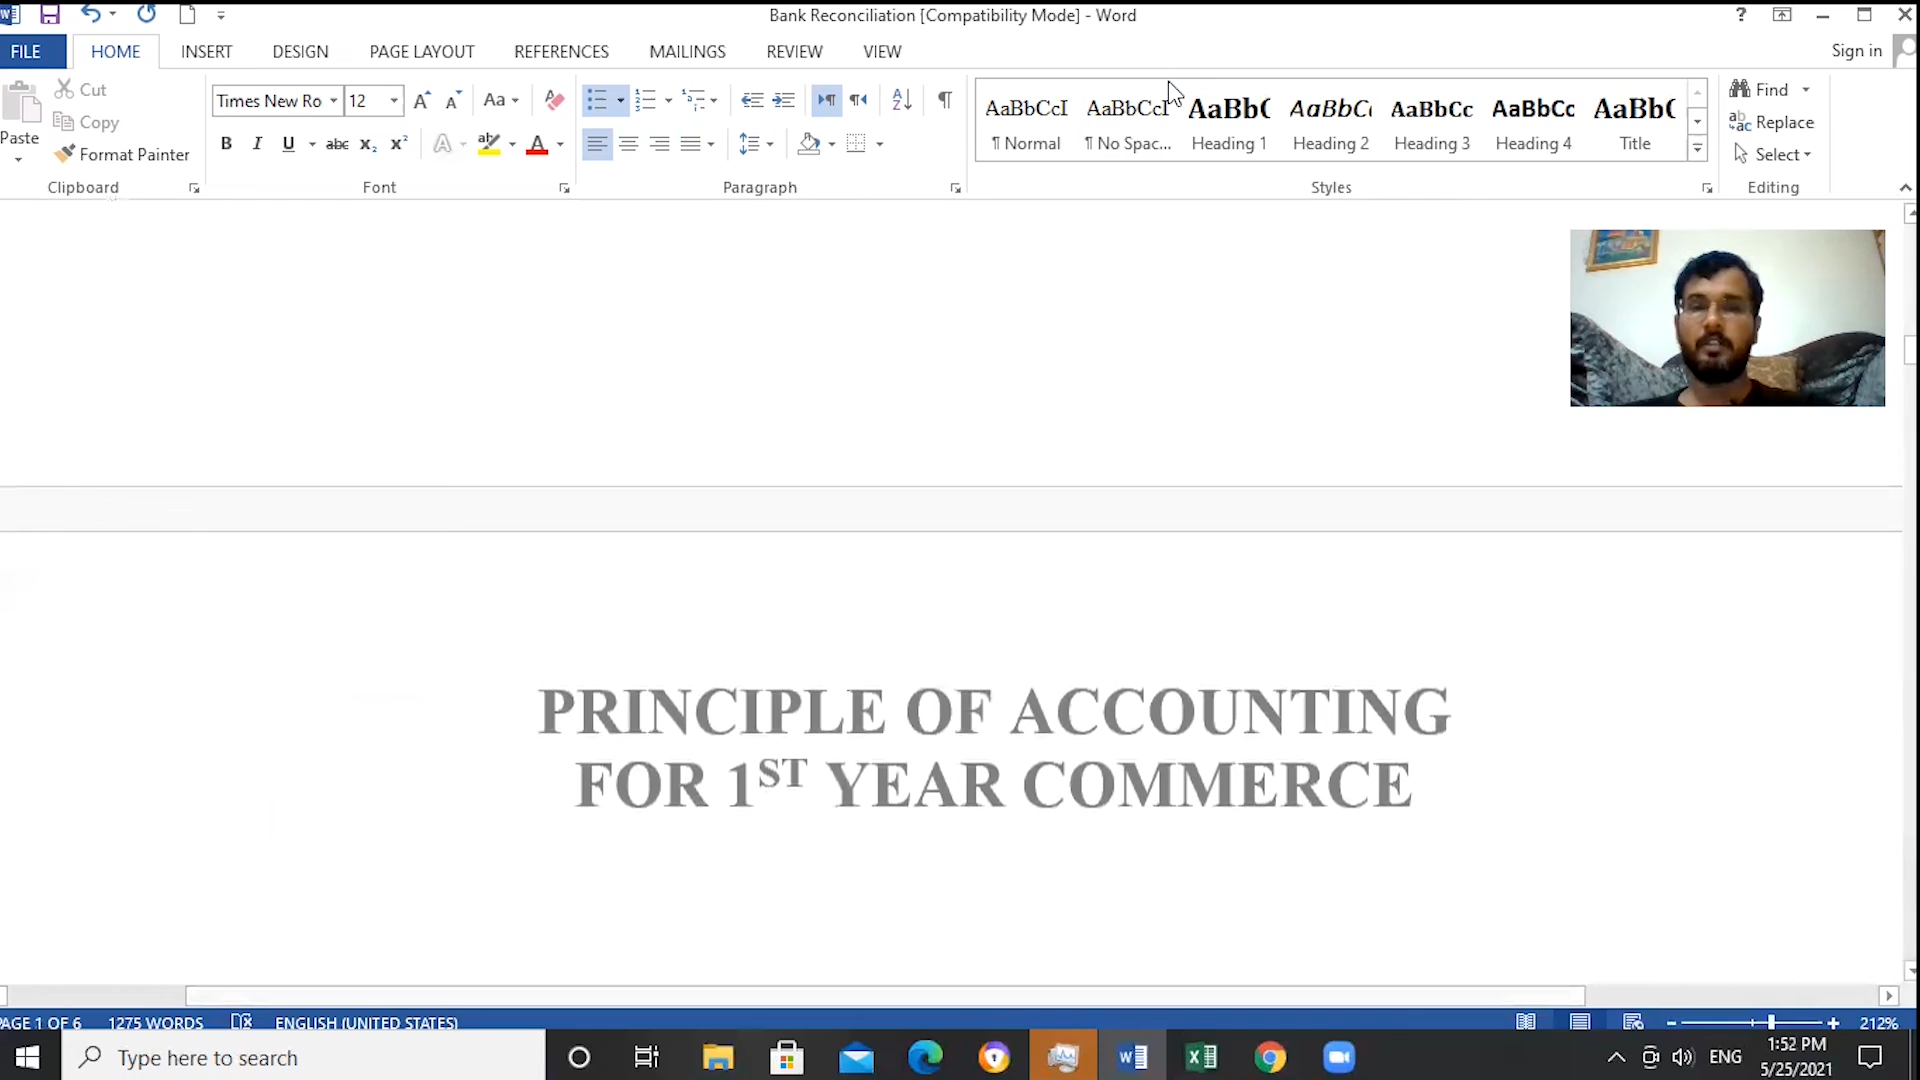 Bank Reconciliation [Compatibility Mode] - Word
FILE HOME INSERT DESIGN PAGE LAYOUT REFERENCES MAILINGS REVIEW VIEW Sign in
Cut
Copy
Format Painter
Paste
Clipboard
Times New Ro 12
Font
Paragraph
AaBbCcI AaBbCcI AaBb( AaBbC AaBbCc AaBbCc AaBb(
¶ Normal ¶ No Spac... Heading 1 Heading 2 Heading 3 Heading 4 Title
Styles
Find
Replace
Select
Editing
PRINCIPLE OF ACCOUNTING
FOR 1ST YEAR COMMERCE
PAGE 1 OF 6 1275 WORDS ENGLISH (UNITED STATES) 212%
Type here to search
ENG
1:52 PM
5/25/2021